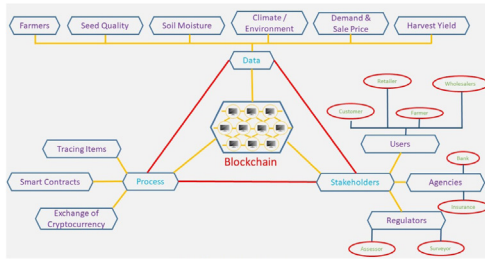 Farmers
Seed Quality
Soil Moisture
Climate /
Environment
Demand &
Sale Price
Harvest Yield
Data
Retailer
Wholesalers
Customer
Farmer
Users
Blockchain
Tracing Items
Smart Contracts
Process
Exchange of
Cryptocurrency
Stakeholders
Bank
Agencies
Insurance
Regulators
Assessor
Surveyor